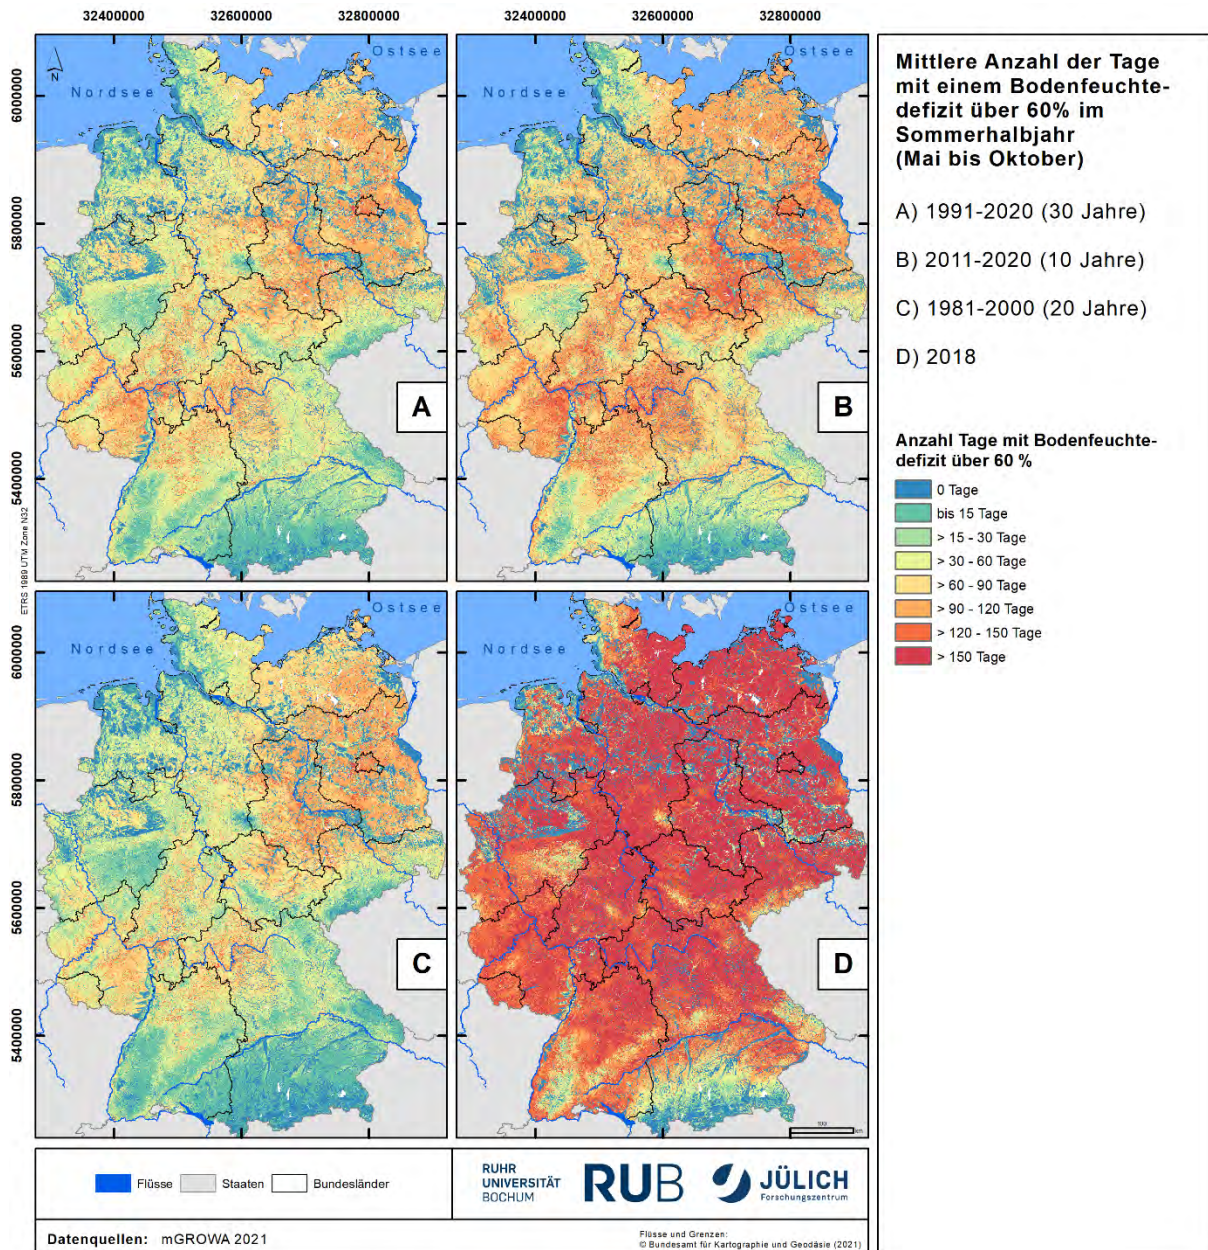 32400000 32600000 32800000
32400000 32600000 32800000
6000000
5800000
5600000
5400000
ETRS 1989 UTM Zone N32
6000000
5800000
5600000
5400000
N
Nordsee
Ostsee
A
Nordsee
Ostsee
B
Nordsee
Ostsee
C
Nordsee
Ostsee
D
100
km
Mittlere Anzahl der Tage
mit einem Bodenfeuchte-
defizit über 60% im
Sommerhalbjahr
(Mai bis Oktober)
A) 1991-2020 (30 Jahre)
B) 2011-2020 (10 Jahre)
C) 1981-2000 (20 Jahre)
D) 2018
Anzahl Tage mit Bodenfeuchte-
defizit über 60 %
0 Tage
bis 15 Tage
> 15 - 30 Tage
> 30 - 60 Tage
> 60 - 90 Tage
> 90 - 120 Tage
> 120 - 150 Tage
> 150 Tage
Flüsse Staaten Bundesländer
RUHR
UNIVERSITÄT
BOCHUM
RUB
JÜLICH
Forschungszentrum
Datenquellen: mGROWA 2021
Flüsse und Grenzen:
© Bundesamt für Kartographie und Geodäsie (2021)